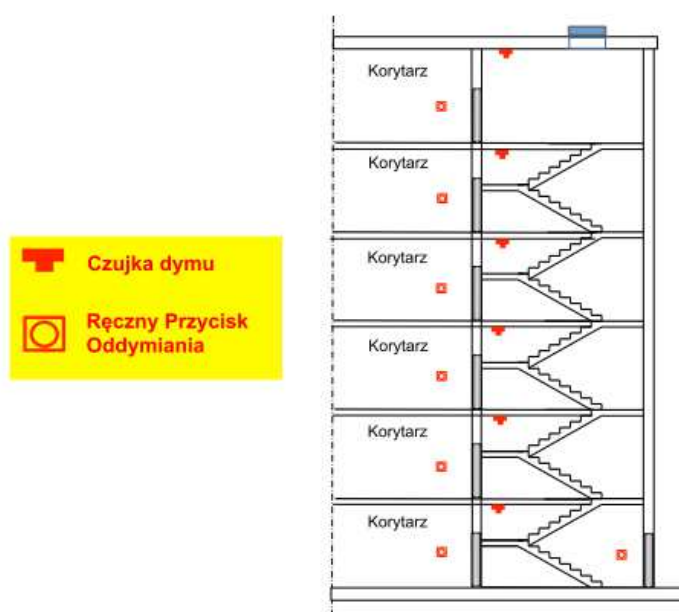 Korytarz
Korytarz
Korytarz
Korytarz
Korytarz
Korytarz
Czujka dymu
Ręczny Przycisk
Oddymiania